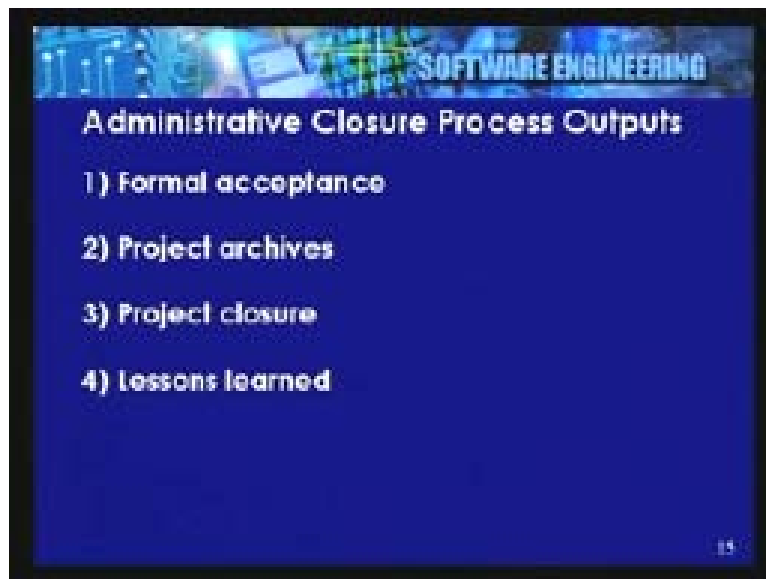 SOFTWARE ENGINEERING
Administrative Closure Process Outputs
1) Formal acceptance
2) Project archives
3) Project closure
4) Lessons learned
15